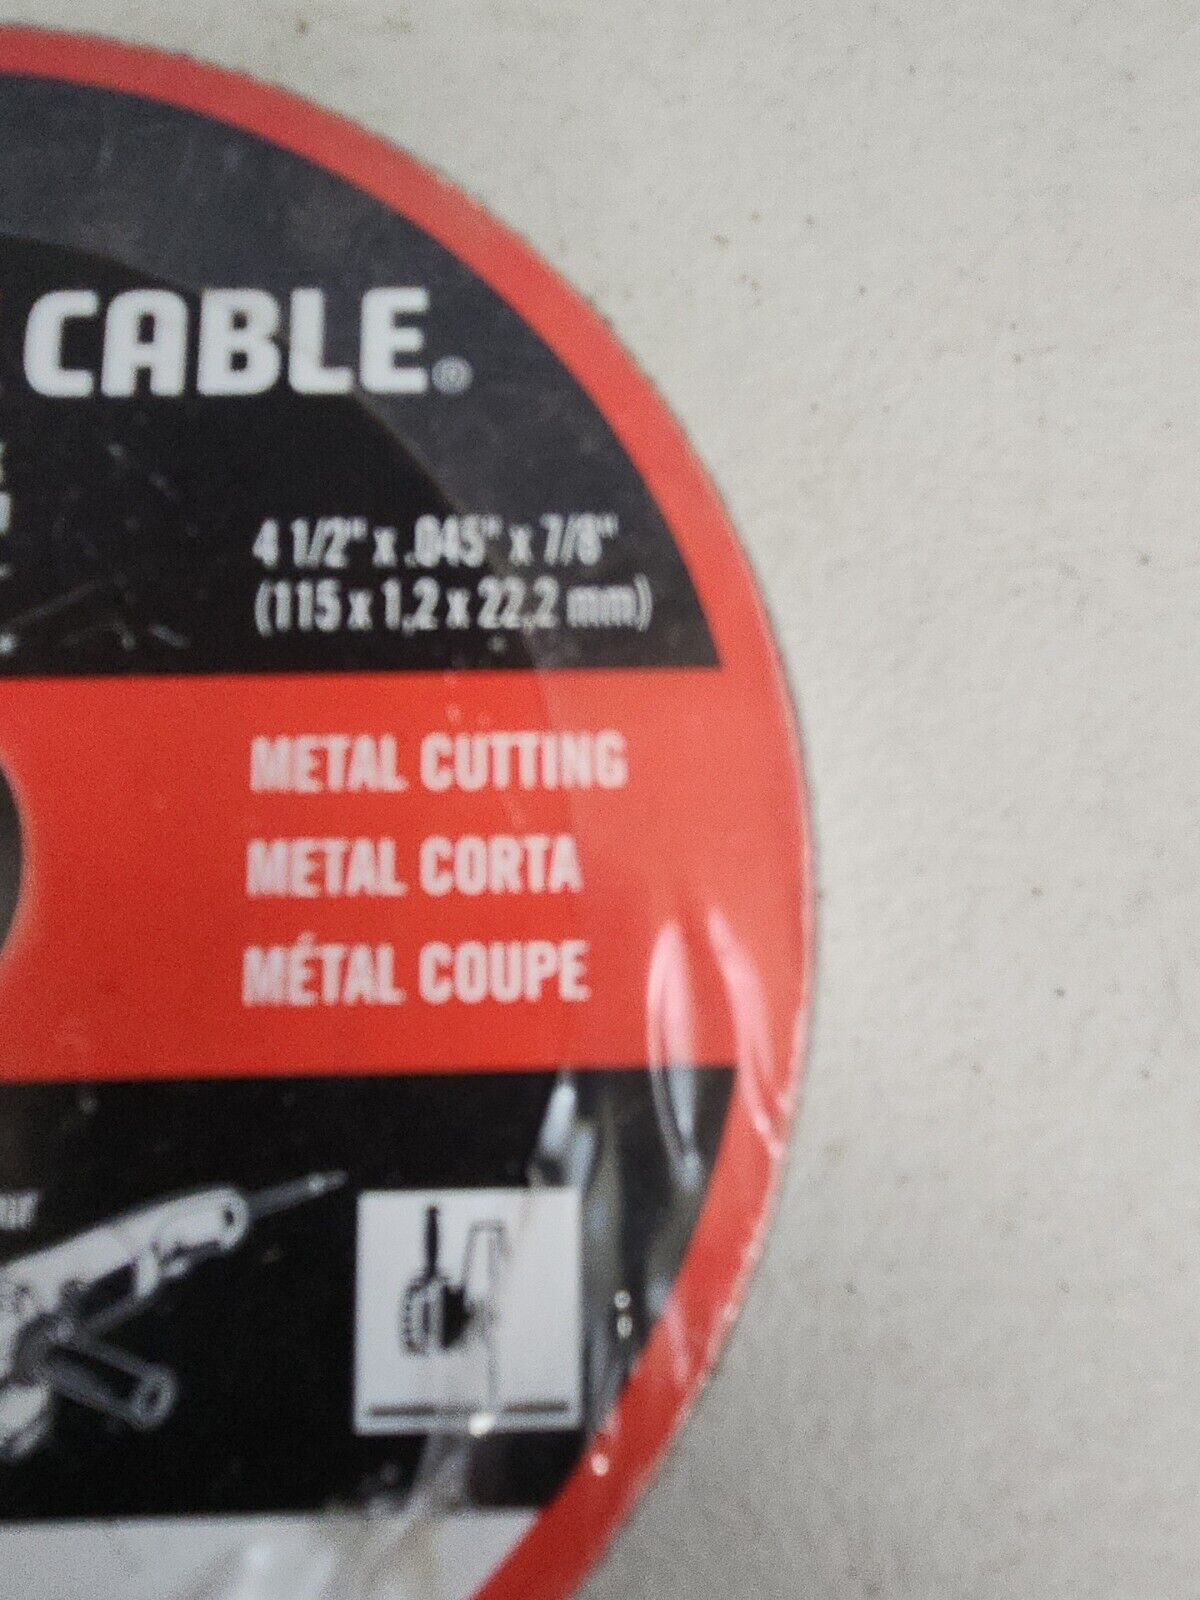 CABLE®
4 1/2" x .045" x 7/8"
(115 x 1,2 x 22,2 mm)
METAL CUTTING
METAL CORTA
MÉTAL COUPE